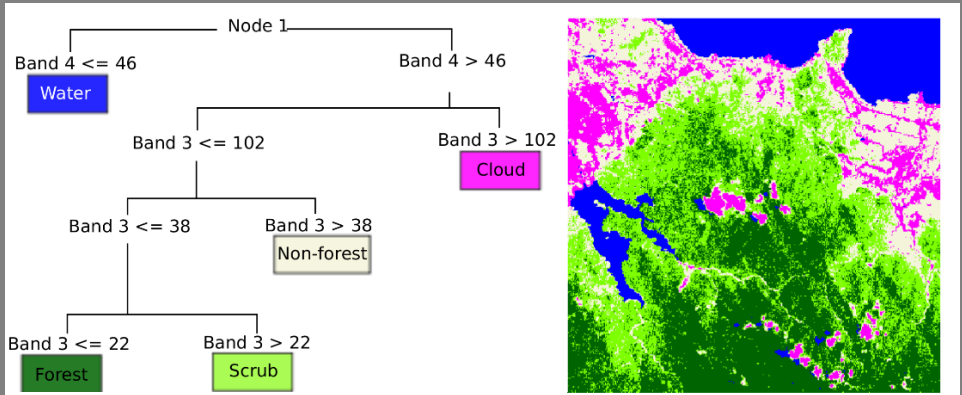 Node 1
Band 4 <= 46
Band 4 > 46
Water
Band 3 <= 102
Band 3 > 102
Cloud
Band 3 <= 38
Band 3 > 38
Non-forest
Band 3 <= 22
Band 3 > 22
Forest
Scrub